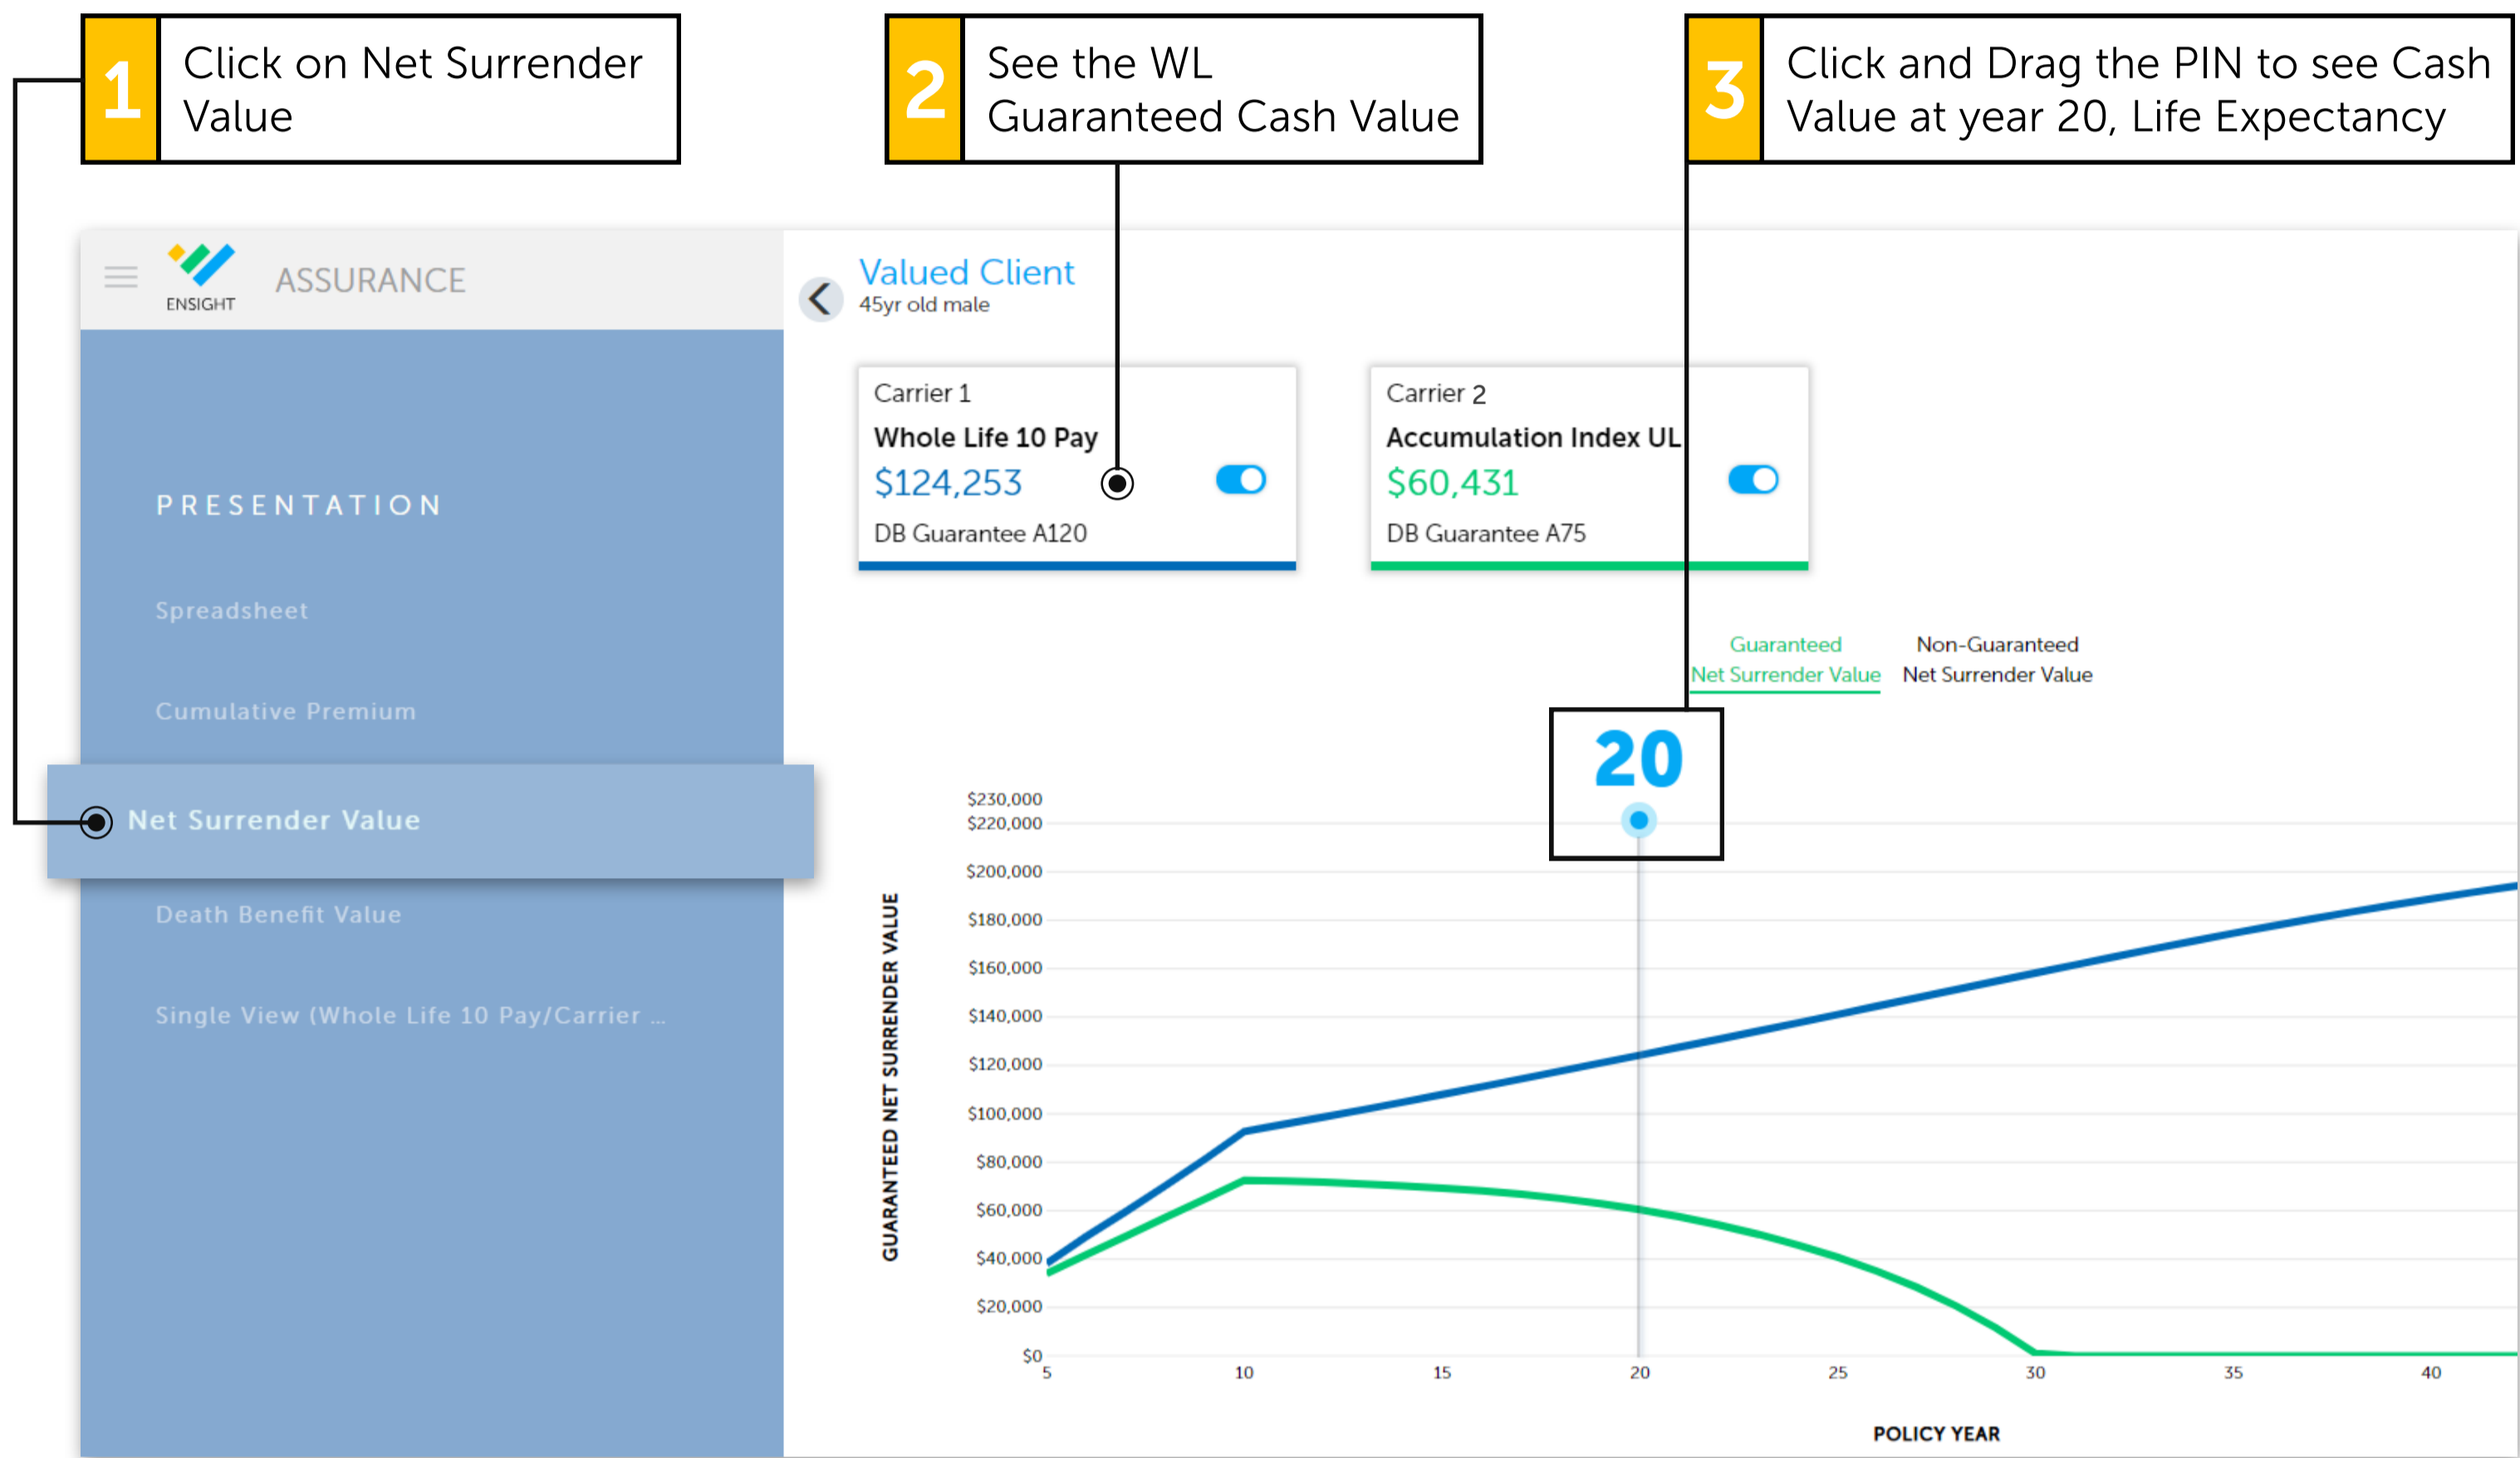 1
Click on Net Surrender
Value
2
See the WL
Guaranteed Cash Value
3
Click and Drag the PIN to see Cash
Value at year 20, Life Expectancy
ENSIGHT
ASSURANCE
Valued Client
45yr old male
PRESENTATION
Spreadsheet
Cumulative Premium
Net Surrender Value
Death Benefit Value
Single View (Whole Life 10 Pay/Carrier ...
Carrier 1
Whole Life 10 Pay
$124,253
DB Guarantee A120
Carrier 2
Accumulation Index UL
$60,431
DB Guarantee A75
Guaranteed
Net Surrender Value
Non-Guaranteed
Net Surrender Value
20
GUARANTEED NET SURRENDER VALUE
$230,000
$220,000
$200,000
$180,000
$160,000
$140,000
$120,000
$100,000
$80,000
$60,000
$40,000
$20,000
$0
5 10 15 20 25 30 35 40
POLICY YEAR